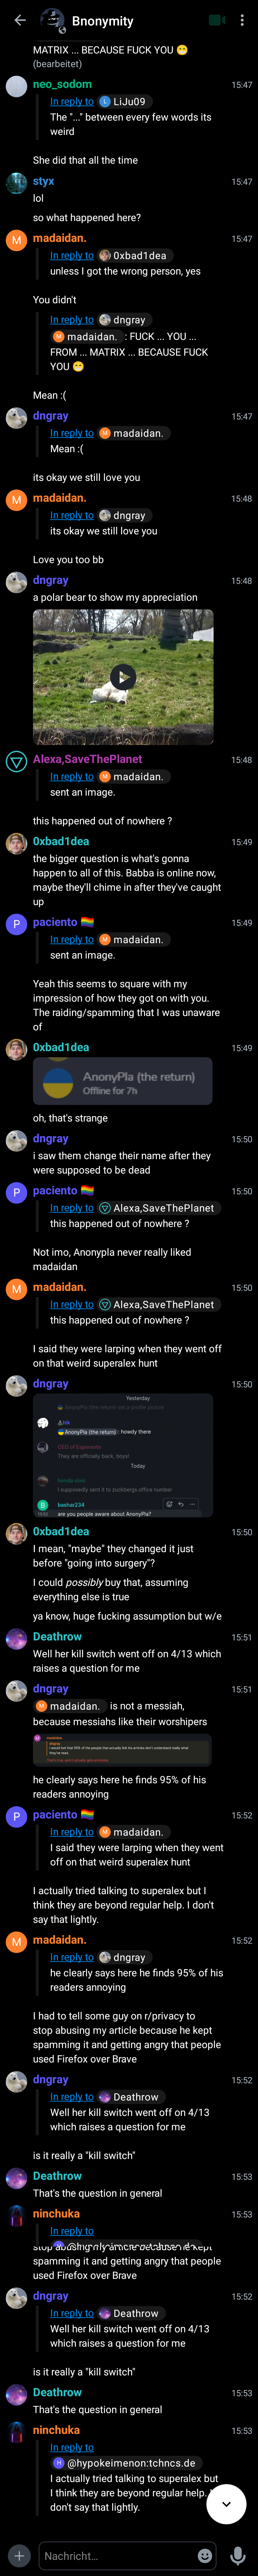 Bnonymity
MATRIX ... BECAUSE FUCK YOU 😁
(bearbeitet)
neo_sodom 15:47
In reply to LiJu09
The "..." between every few words its
weird
She did that all the time
styx 15:47
lol
so what happened here?
madaidan. 15:47
In reply to 0xbad1dea
unless I got the wrong person, yes
You didn't
In reply to dngray
madaidan. : FUCK ... YOU ...
FROM ... MATRIX ... BECAUSE FUCK
YOU 😁
Mean :(
dngray 15:47
In reply to madaidan.
Mean :(
its okay we still love you
madaidan. 15:48
In reply to dngray
its okay we still love you
Love you too bb
dngray 15:48
a polar bear to show my appreciation
Alexa,SaveThePlanet 15:48
In reply to madaidan.
sent an image.
this happened out of nowhere ?
0xbad1dea 15:49
the bigger question is what's gonna
happen to all of this. Babba is online now,
maybe they'll chime in after they've caught
up
paciento 🏳️‍🌈 15:49
In reply to madaidan.
sent an image.
Yeah this seems to square with my
impression of how they got on with you.
The raiding/spamming that I was unaware
of
0xbad1dea 15:49
AnonyPla (the return)
Offline for 7h
oh, that's strange
dngray 15:50
i saw them change their name after they
were supposed to be dead
paciento 🏳️‍🌈 15:50
In reply to Alexa,SaveThePlanet
this happened out of nowhere ?
Not imo, Anonypla never really liked
madaidan
madaidan. 15:50
In reply to Alexa,SaveThePlanet
this happened out of nowhere ?
I said they were larping when they went off
on that weird superalex hunt
dngray 15:50
Yesterday
AnonyPla (the return) set a profile picture
AnonyPla (the return) : howdy there
CEO of Esperanto
They are officially back, boys!
Today
I supposedly sent it to zuckbergs office number
bashar234
are you people aware about AnonyPla?
0xbad1dea 15:50
I mean, "maybe" they changed it just
before "going into surgery"?
I could possibly buy that, assuming
everything else is true
ya know, huge fucking assumption but w/e
Deathrow 15:51
Well her kill switch went off on 4/13 which
raises a question for me
dngray 15:51
madaidan. is not a messiah,
because messiahs like their worshipers
madaidan.
dngray
I would bet that 95% of the people that actually link his articles don't understand really what
they've read.
he clearly says here he finds 95% of his
readers annoying
paciento 🏳️‍🌈 15:52
In reply to madaidan.
I said they were larping when they went
off on that weird superalex hunt
I actually tried talking to superalex but I
think they are beyond regular help. I don't
say that lightly.
madaidan. 15:52
In reply to dngray
he clearly says here he finds 95% of his
readers annoying
I had to tell some guy on r/privacy to
stop abusing my article because he kept
spamming it and getting angry that people
used Firefox over Brave
dngray 15:52
In reply to Deathrow
Well her kill switch went off on 4/13
which raises a question for me
is it really a "kill switch"
Deathrow 15:53
That's the question in general
ninchuka 15:53
In reply to
spamming it and getting angry that people
used Firefox over Brave
dngray 15:52
In reply to Deathrow
Well her kill switch went off on 4/13
which raises a question for me
is it really a "kill switch"
Deathrow 15:53
That's the question in general
ninchuka 15:53
In reply to
@hypokeimenon:tchncs.de
I actually tried talking to superalex but
I think they are beyond regular help.
don't say that lightly.
Nachricht…